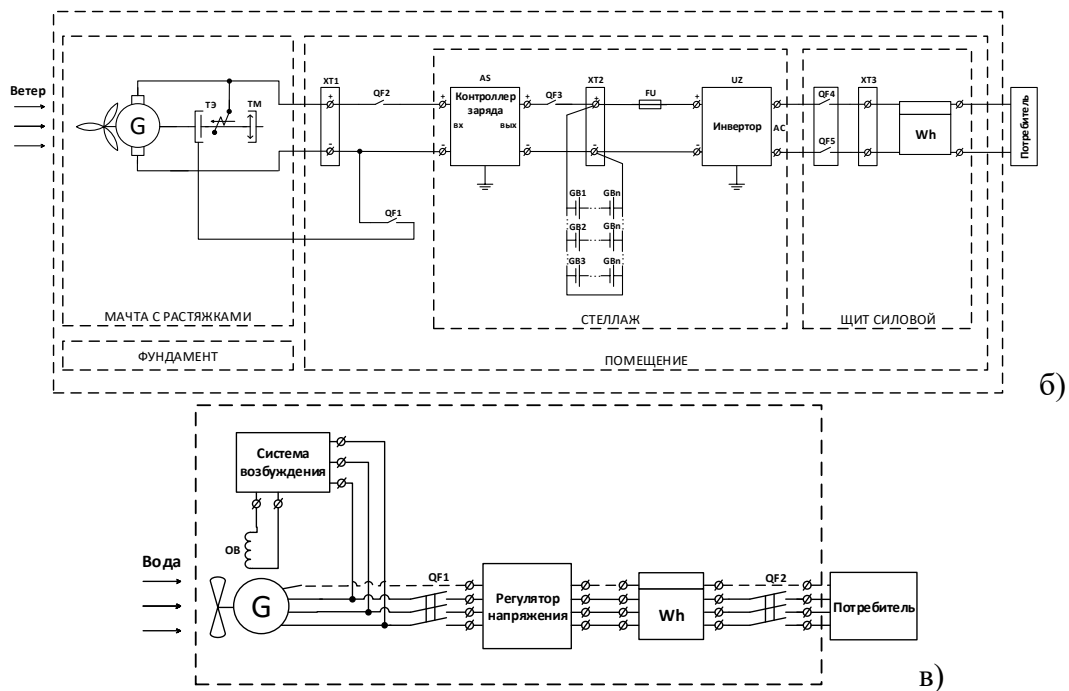 Ветер
G
ТЭ
ТМ
XT1
QF2
QF1
+
-
AS
+
Контроллер
заряда
ВХ
ВЫХ
-
+
-
QF3
XT2
+
-
FU
UZ
+
-
Инвертор
AC
QF4
QF5
XT3
Wh
Потребитель
GB1
GBn
GB2
GBn
GB3
GBn
МАЧТА С РАСТЯЖКАМИ
СТЕЛЛАЖ
ЩИТ СИЛОВОЙ
ФУНДАМЕНТ
ПОМЕЩЕНИЕ
б)
Система
возбуждения
ОВ
Вода
G
QF1
Регулятор
напряжения
Wh
QF2
Потребитель
в)